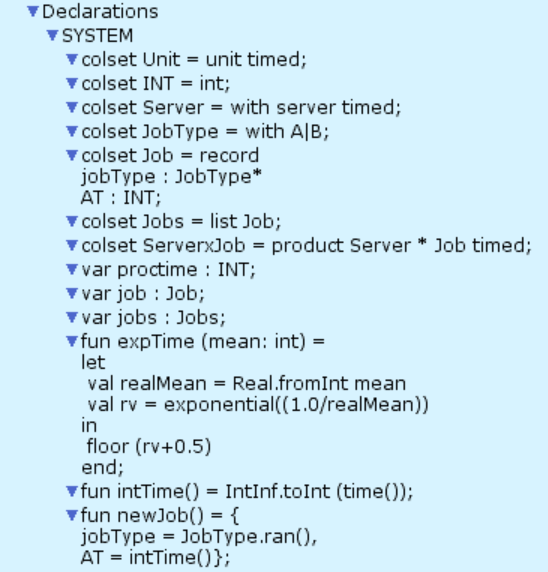 Declarations
SYSTEM
colset Unit = unit timed;
colset INT = int;
colset Server = with server timed;
colset JobType = with A|B;
colset Job = record
jobType : JobType*
AT : INT;
colset Jobs = list Job;
colset ServerxJob = product Server * Job timed;
var proctime : INT;
var job : Job;
var jobs : Jobs;
fun expTime (mean: int) =
let
val realMean = Real.fromInt mean
val rv = exponential((1.0/realMean))
in
floor (rv+0.5)
end;
fun intTime() = IntInf.toInt (time());
fun newJob() = {
jobType = JobType.ran(),
AT = intTime()};